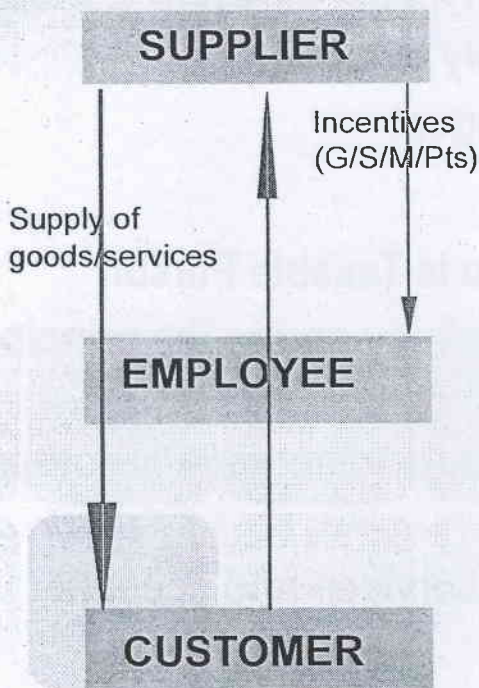 SUPPLIER
Incentives
(G/S/M/Pts)
Supply of
goods/services
EMPLOYEE
CUSTOMER